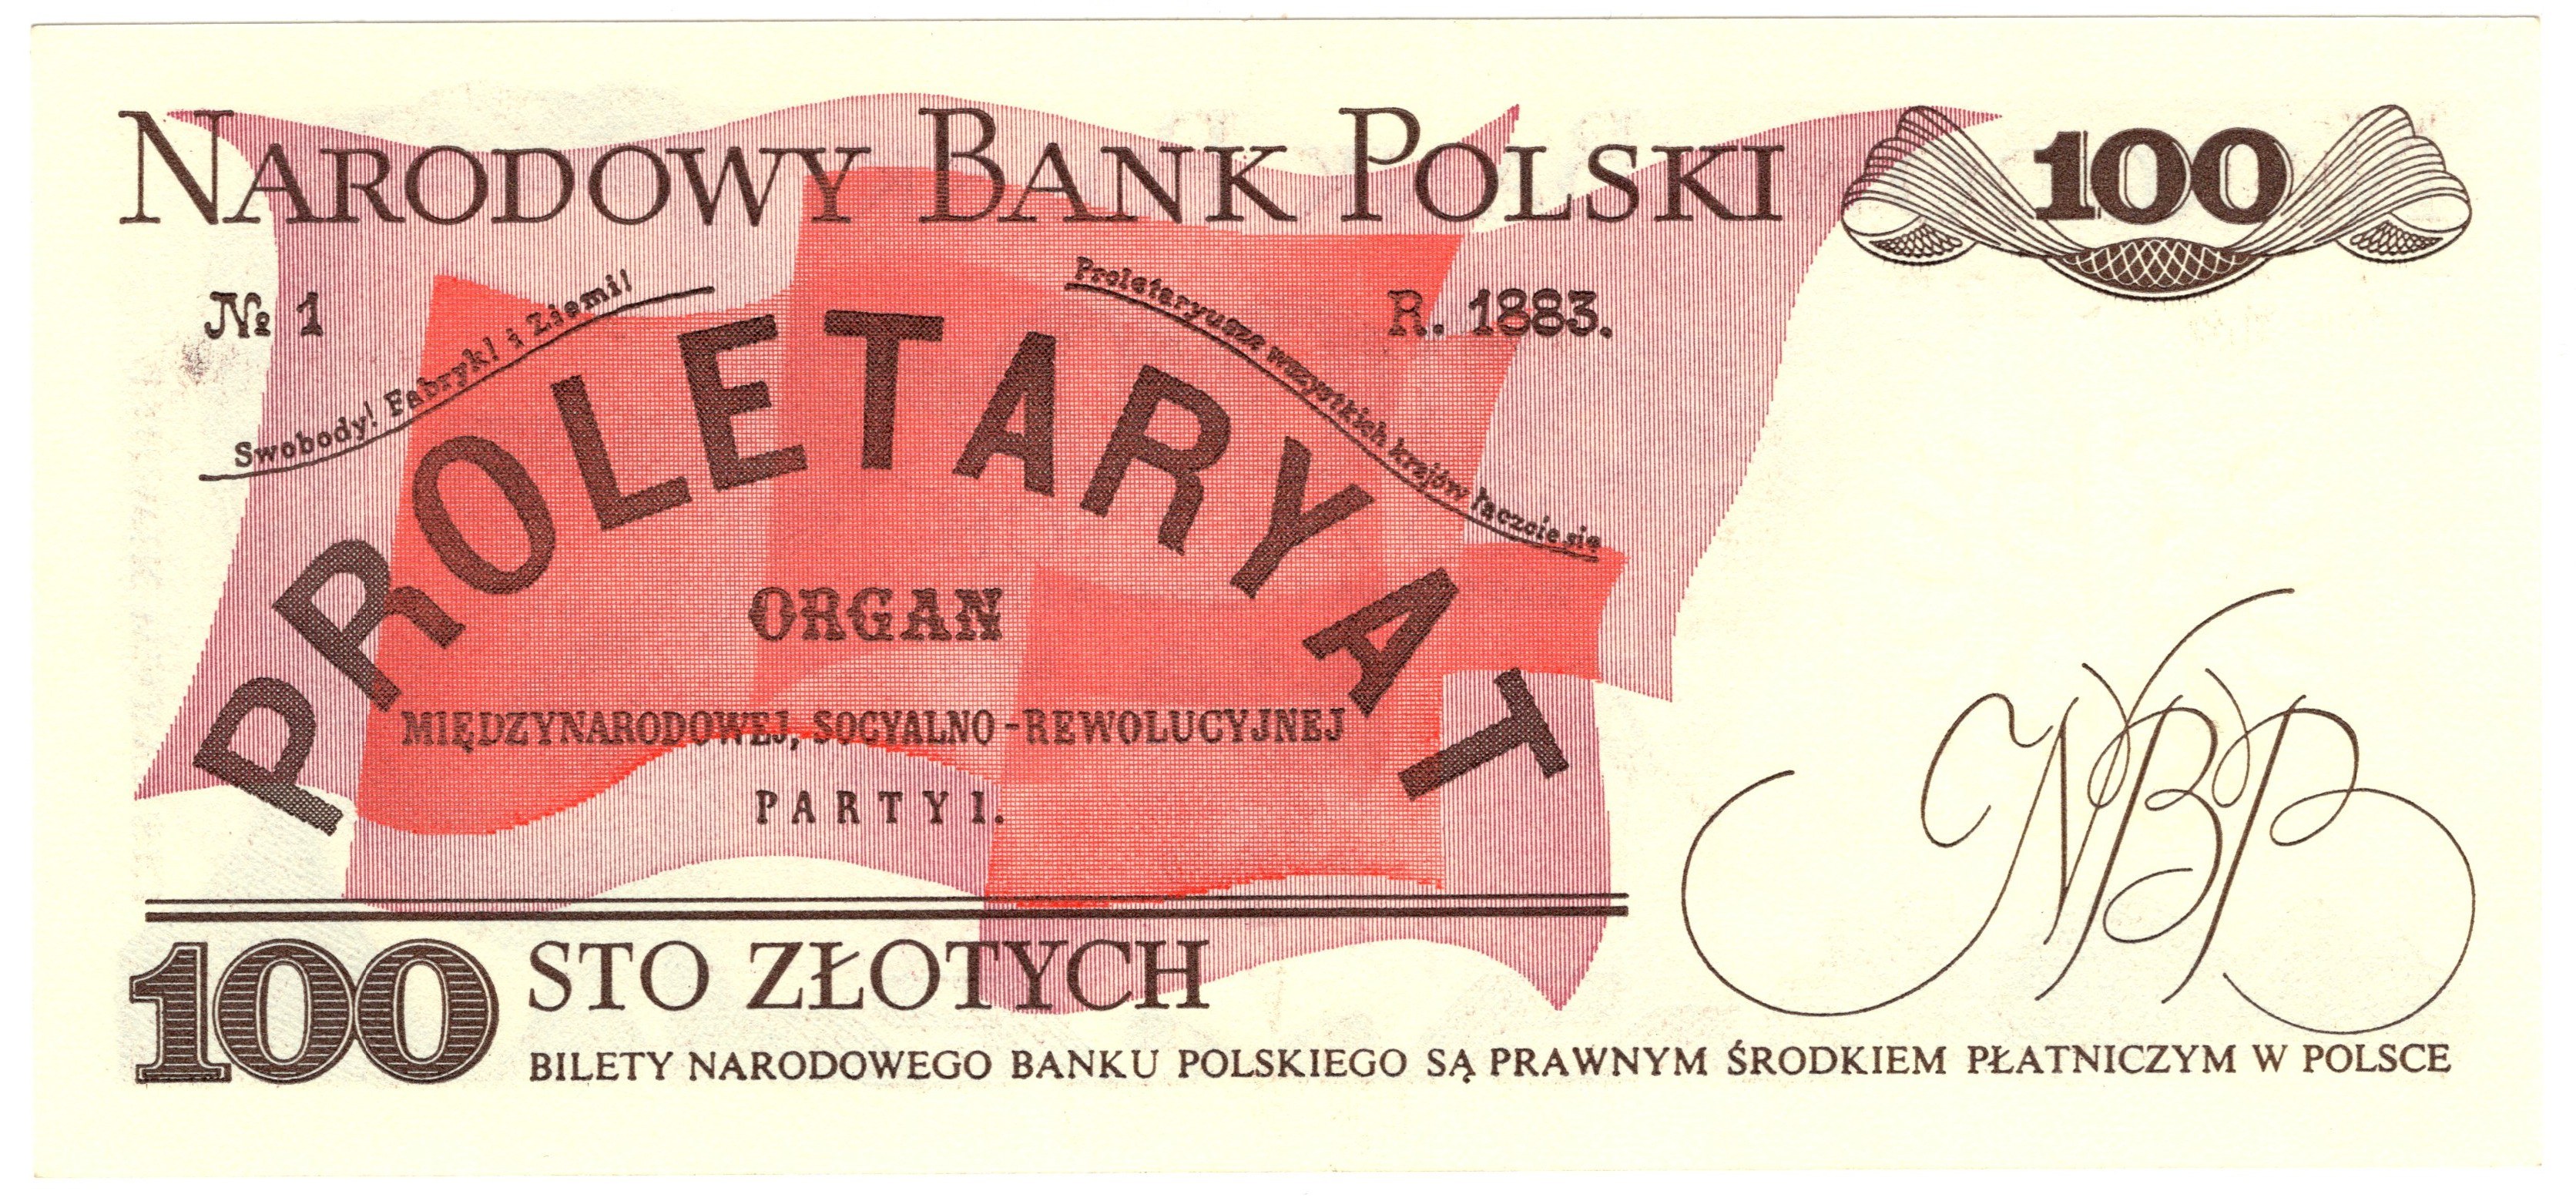 NARODOWY BANK POLSKI 100
№ 1
R. 1883.
Swobody! Fabryki i Ziemi!
Proletaryusze wszystkich krajów łączcie się
PROLETARYAT
ORGAN
MIĘDZYNARODOWEJ, SOCYALNO-REWOLUCYJNEJ
PARTYI.
NBP
100 STO ZŁOTYCH
BILETY NARODOWEGO BANKU POLSKIEGO SĄ PRAWNYM ŚRODKIEM PŁATNICZYM W POLSCE